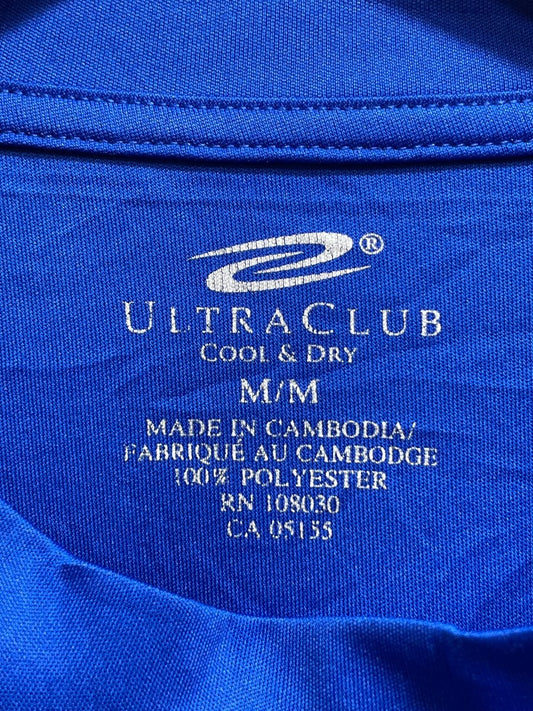 ®
ULTRACLUB
COOL & DRY
M/M
MADE IN CAMBODIA/
FABRIQUÉ AU CAMBODGE
100% POLYESTER
RN 108030
CA 05155